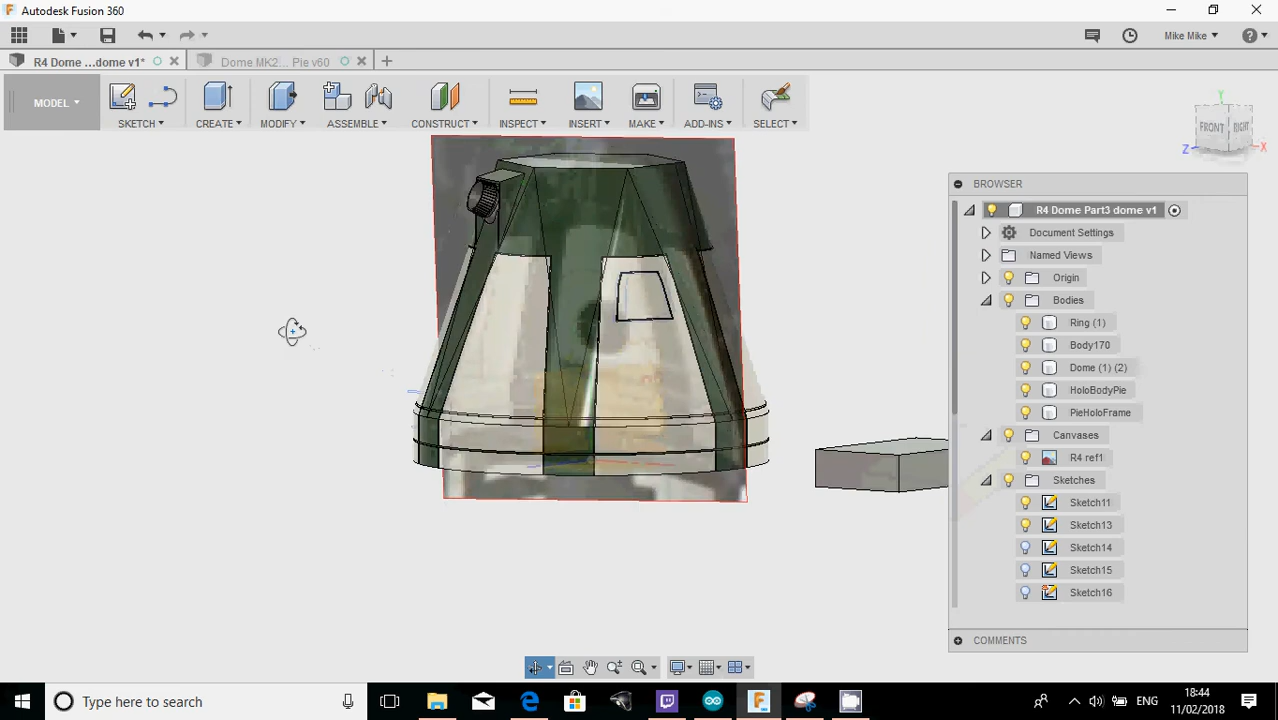 Autodesk Fusion 360
Mike Mike
R4 Dome ...dome v1*
Dome MK2... Pie v60
MODEL
SKETCH
CREATE
MODIFY
ASSEMBLE
CONSTRUCT
INSPECT
INSERT
MAKE
ADD-INS
SELECT
Y
FRONT
RIGHT
Z
X
BROWSER
R4 Dome Part3 dome v1
Document Settings
Named Views
Origin
Bodies
Ring (1)
Body170
Dome (1) (2)
HoloBodyPie
PieHoloFrame
Canvases
R4 ref1
Sketches
Sketch11
Sketch13
Sketch14
Sketch15
Sketch16
COMMENTS
Type here to search
ENG
18:44
11/02/2018